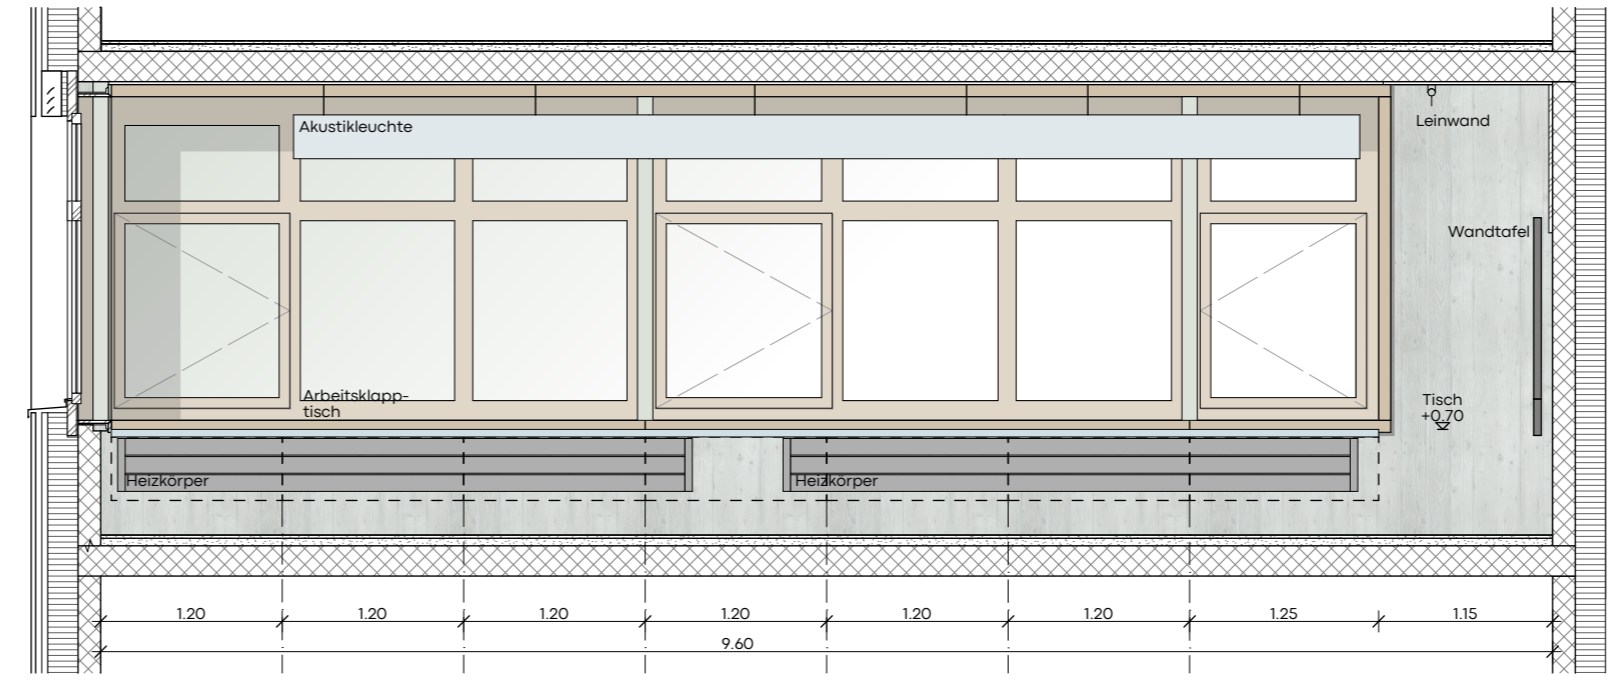 Akustikleuchte
Leinwand
Wandtafel
Arbeitsklapp-
tisch
Tisch
+0.70
Heizkörper
Heizkörper
1.20
1.20
1.20
1.20
1.20
1.20
1.25
1.15
9.60